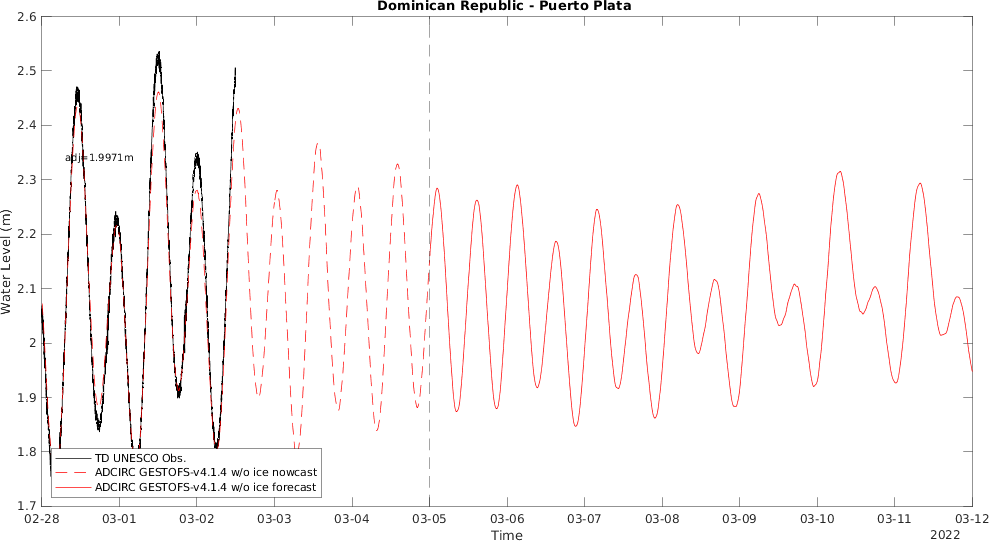 Dominican Republic - Puerto Plata
2.6
2.5
2.4
2.3
2.2
2.1
2
1.9
1.8
1.7
Water Level (m)
adj=1.9971m
TD UNESCO Obs.
ADCIRC GESTOFS-v4.1.4 w/o ice nowcast
ADCIRC GESTOFS-v4.1.4 w/o ice forecast
02-28 03-01 03-02 03-03 03-04 03-05 03-06 03-07 03-08 03-09 03-10 03-11 03-12
Time
2022